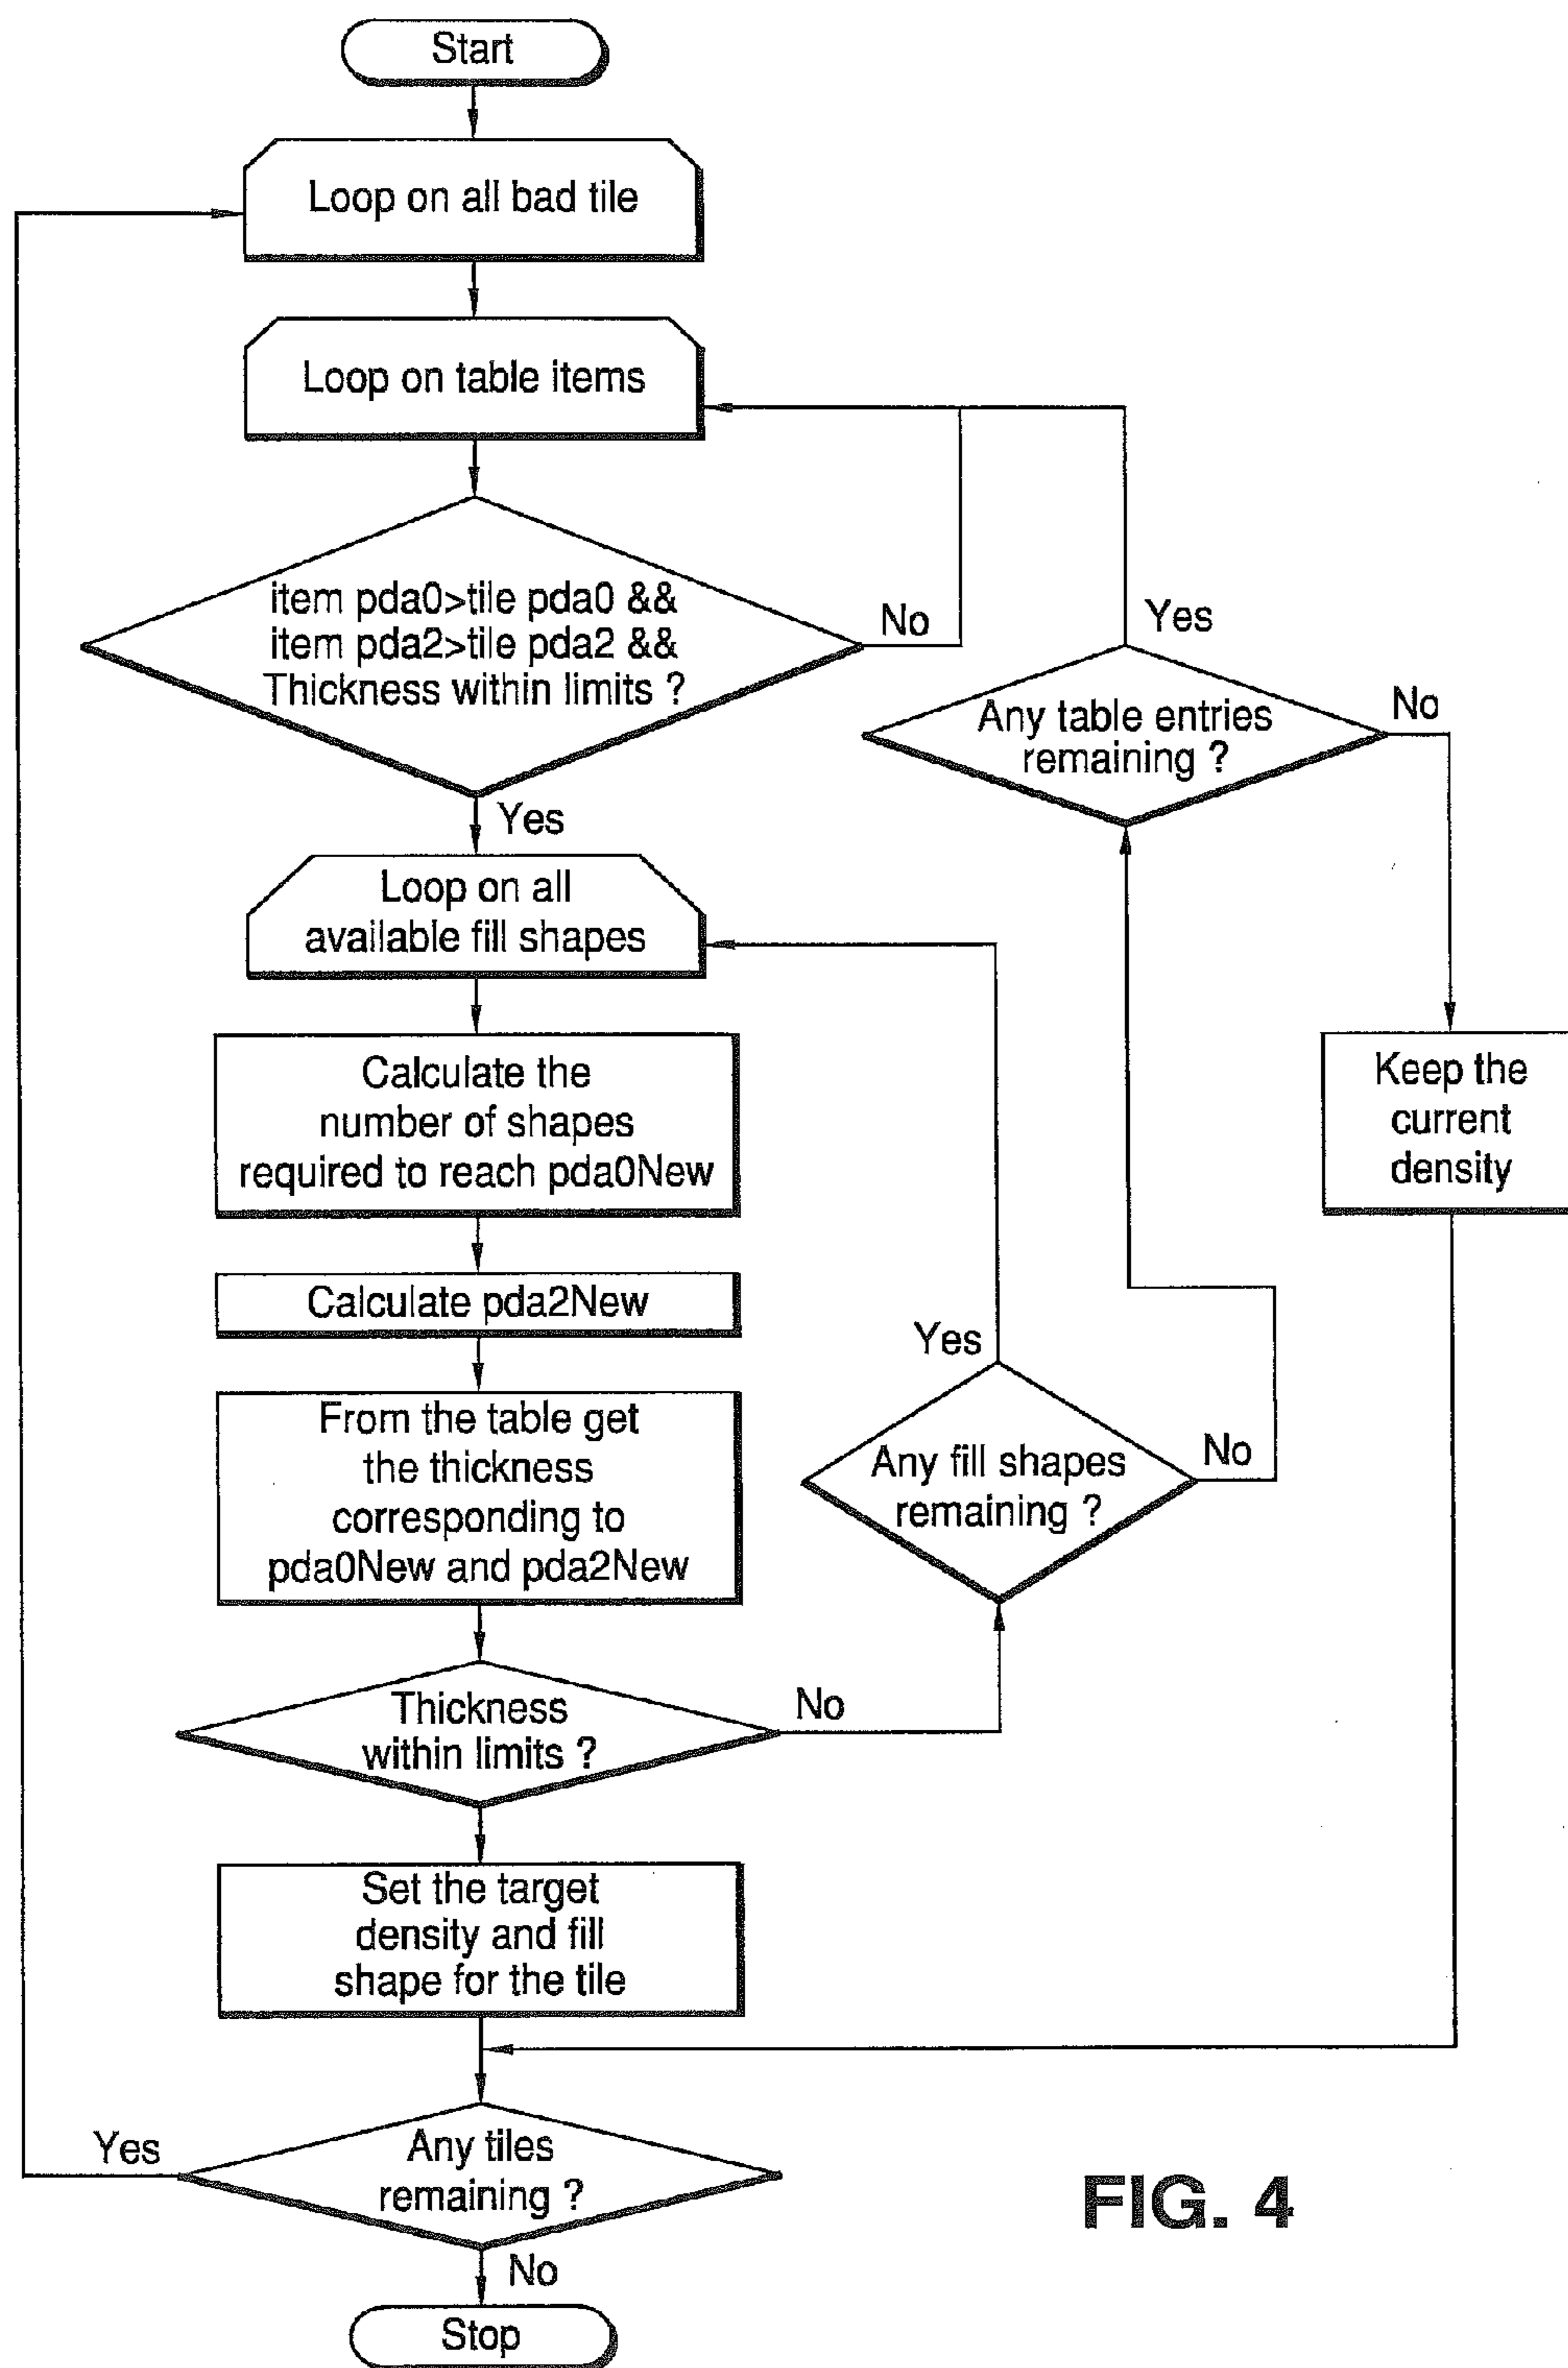 Start
Loop on all bad tile
Loop on table items
item pda0>tile pda0 &&
item pda2>tile pda2 &&
Thickness within limits ?
No
Yes
Any table entries
remaining ?
Yes
No
Loop on all
available fill shapes
Calculate the
number of shapes
required to reach pda0New
Keep the
current
density
Calculate pda2New
From the table get
the thickness
corresponding to
pda0New and pda2New
Yes
Any fill shapes
remaining ?
No
Thickness
within limits ?
No
Set the target
density and fill
shape for the tile
Any tiles
remaining ?
Yes
No
Stop
FIG. 4